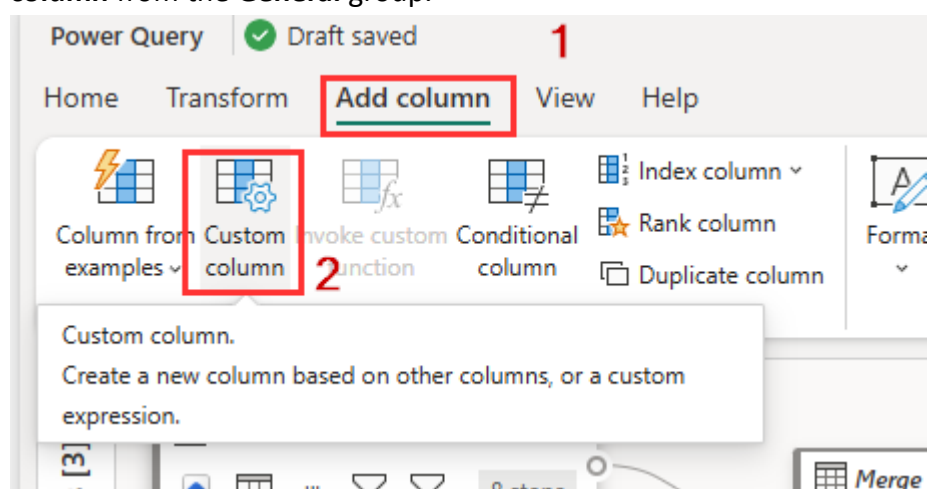 column from the General group.
Power Query Draft saved 1
Home Transform Add column View Help
Column from examples
Custom column
2
Invoke custom function
Conditional column
Index column
Rank column
Duplicate column
Custom column.
Create a new column based on other columns, or a custom
expression.
[3]
steps
Merge